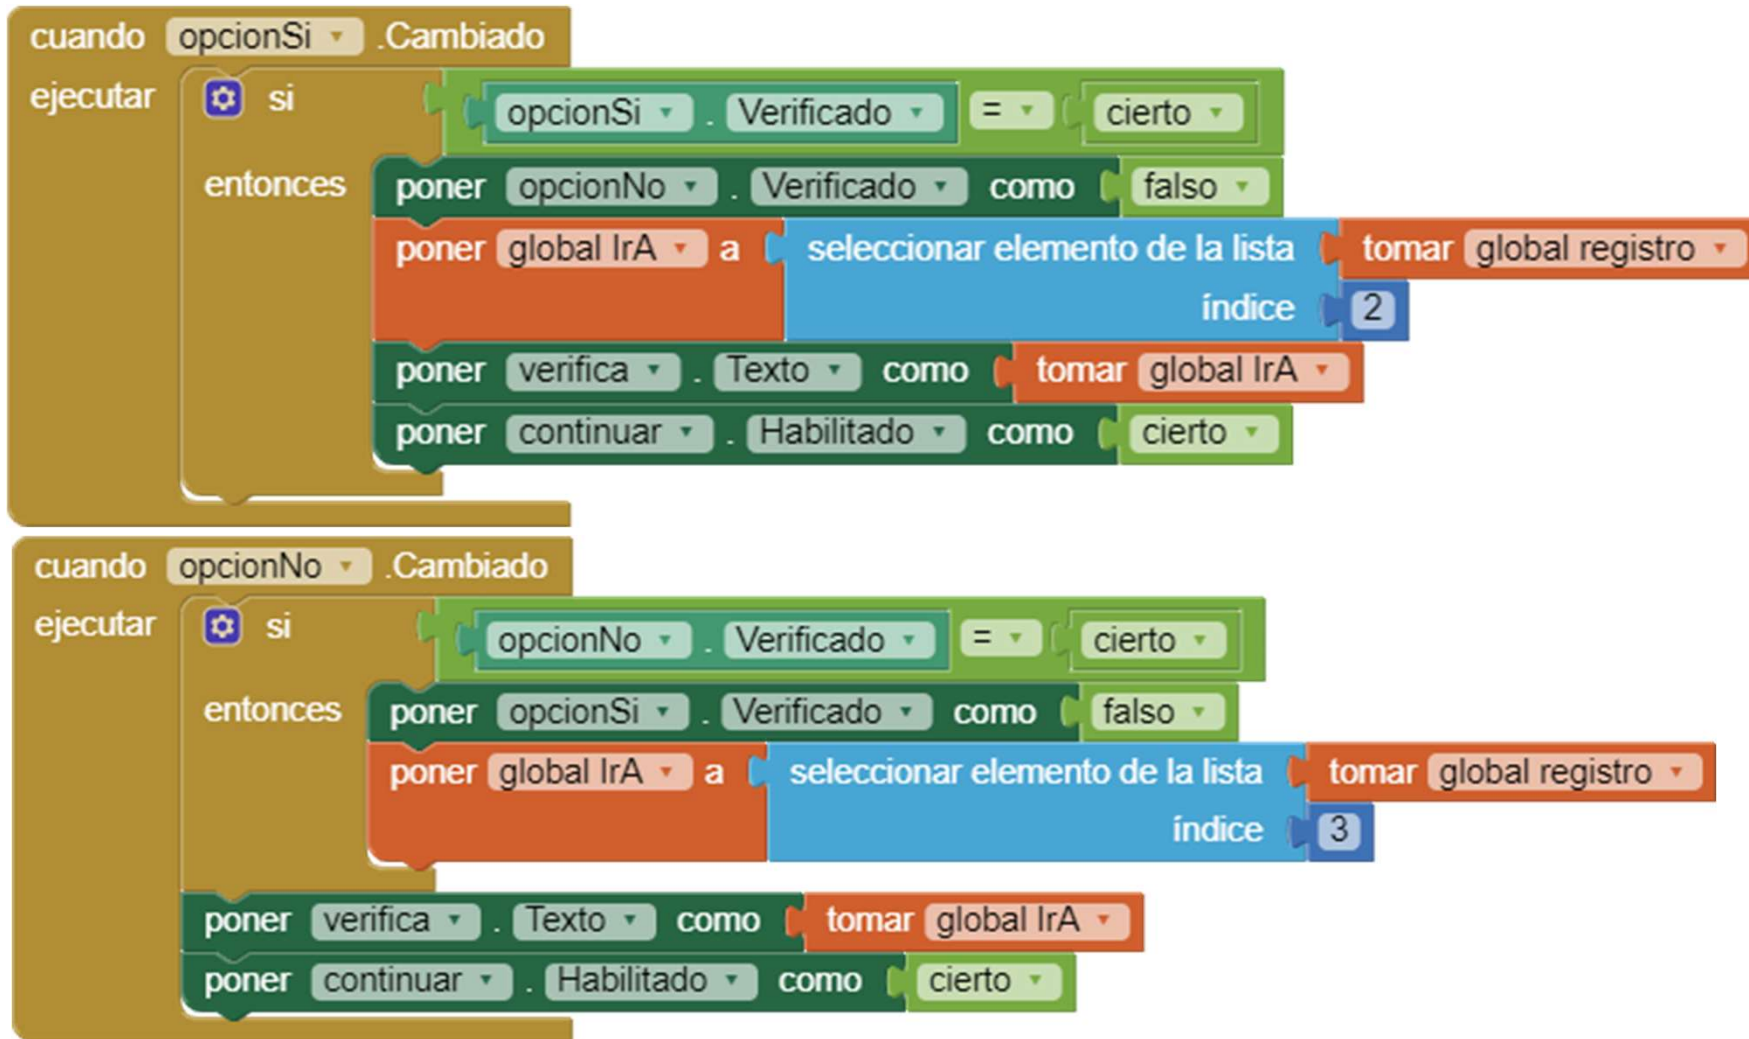 cuando opcionSi .Cambiado
ejecutar si opcionSi . Verificado = cierto
entonces poner opcionNo . Verificado como falso
poner global IrA a seleccionar elemento de la lista tomar global registro
índice 2
poner verifica . Texto como tomar global IrA
poner continuar . Habilitado como cierto
cuando opcionNo .Cambiado
ejecutar si opcionNo . Verificado = cierto
entonces poner opcionSi . Verificado como falso
poner global IrA a seleccionar elemento de la lista tomar global registro
índice 3
poner verifica . Texto como tomar global IrA
poner continuar . Habilitado como cierto